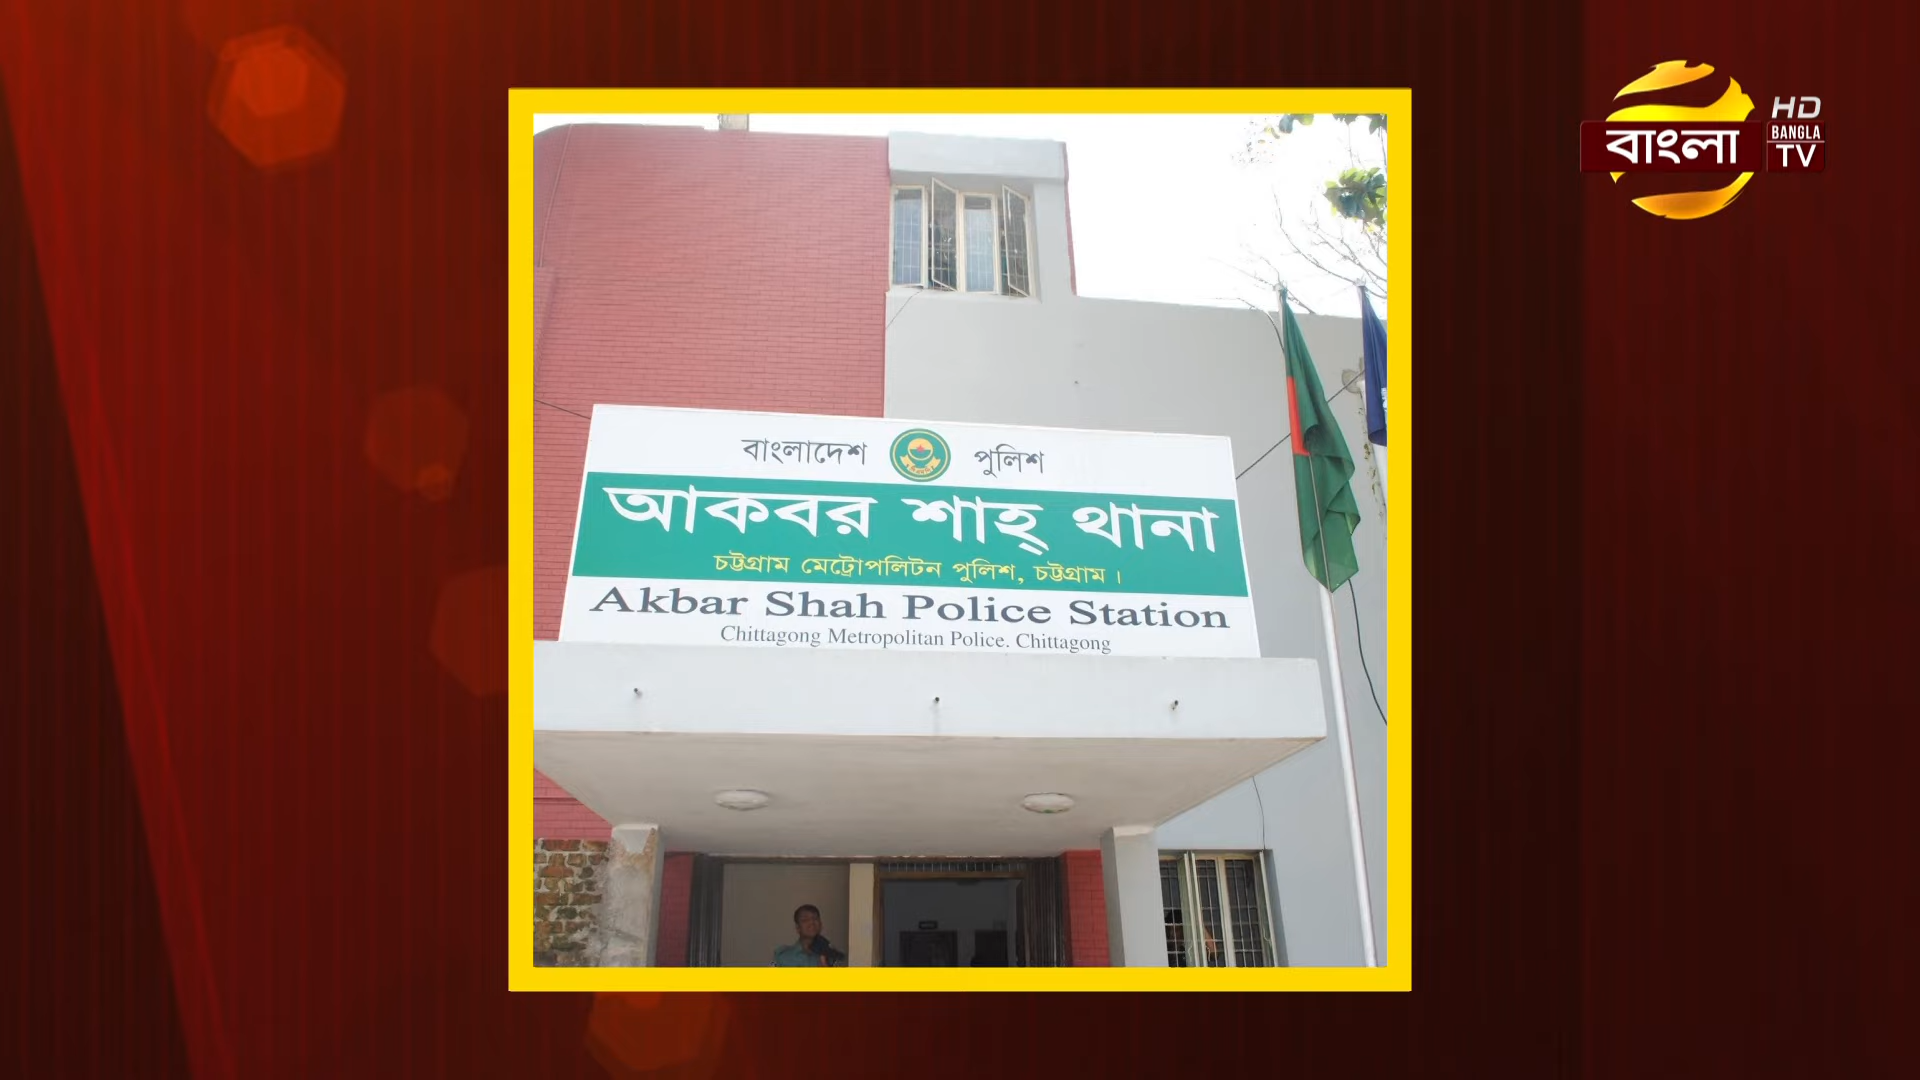 বাংলা
HD
BANGLA
TV
বাংলাদেশ পুলিশ
আকবর শাহ্ থানা
চট্টগ্রাম মেট্রোপলিটন পুলিশ, চট্টগ্রাম।
Akbar Shah Police Station
Chittagong Metropolitan Police. Chittagong